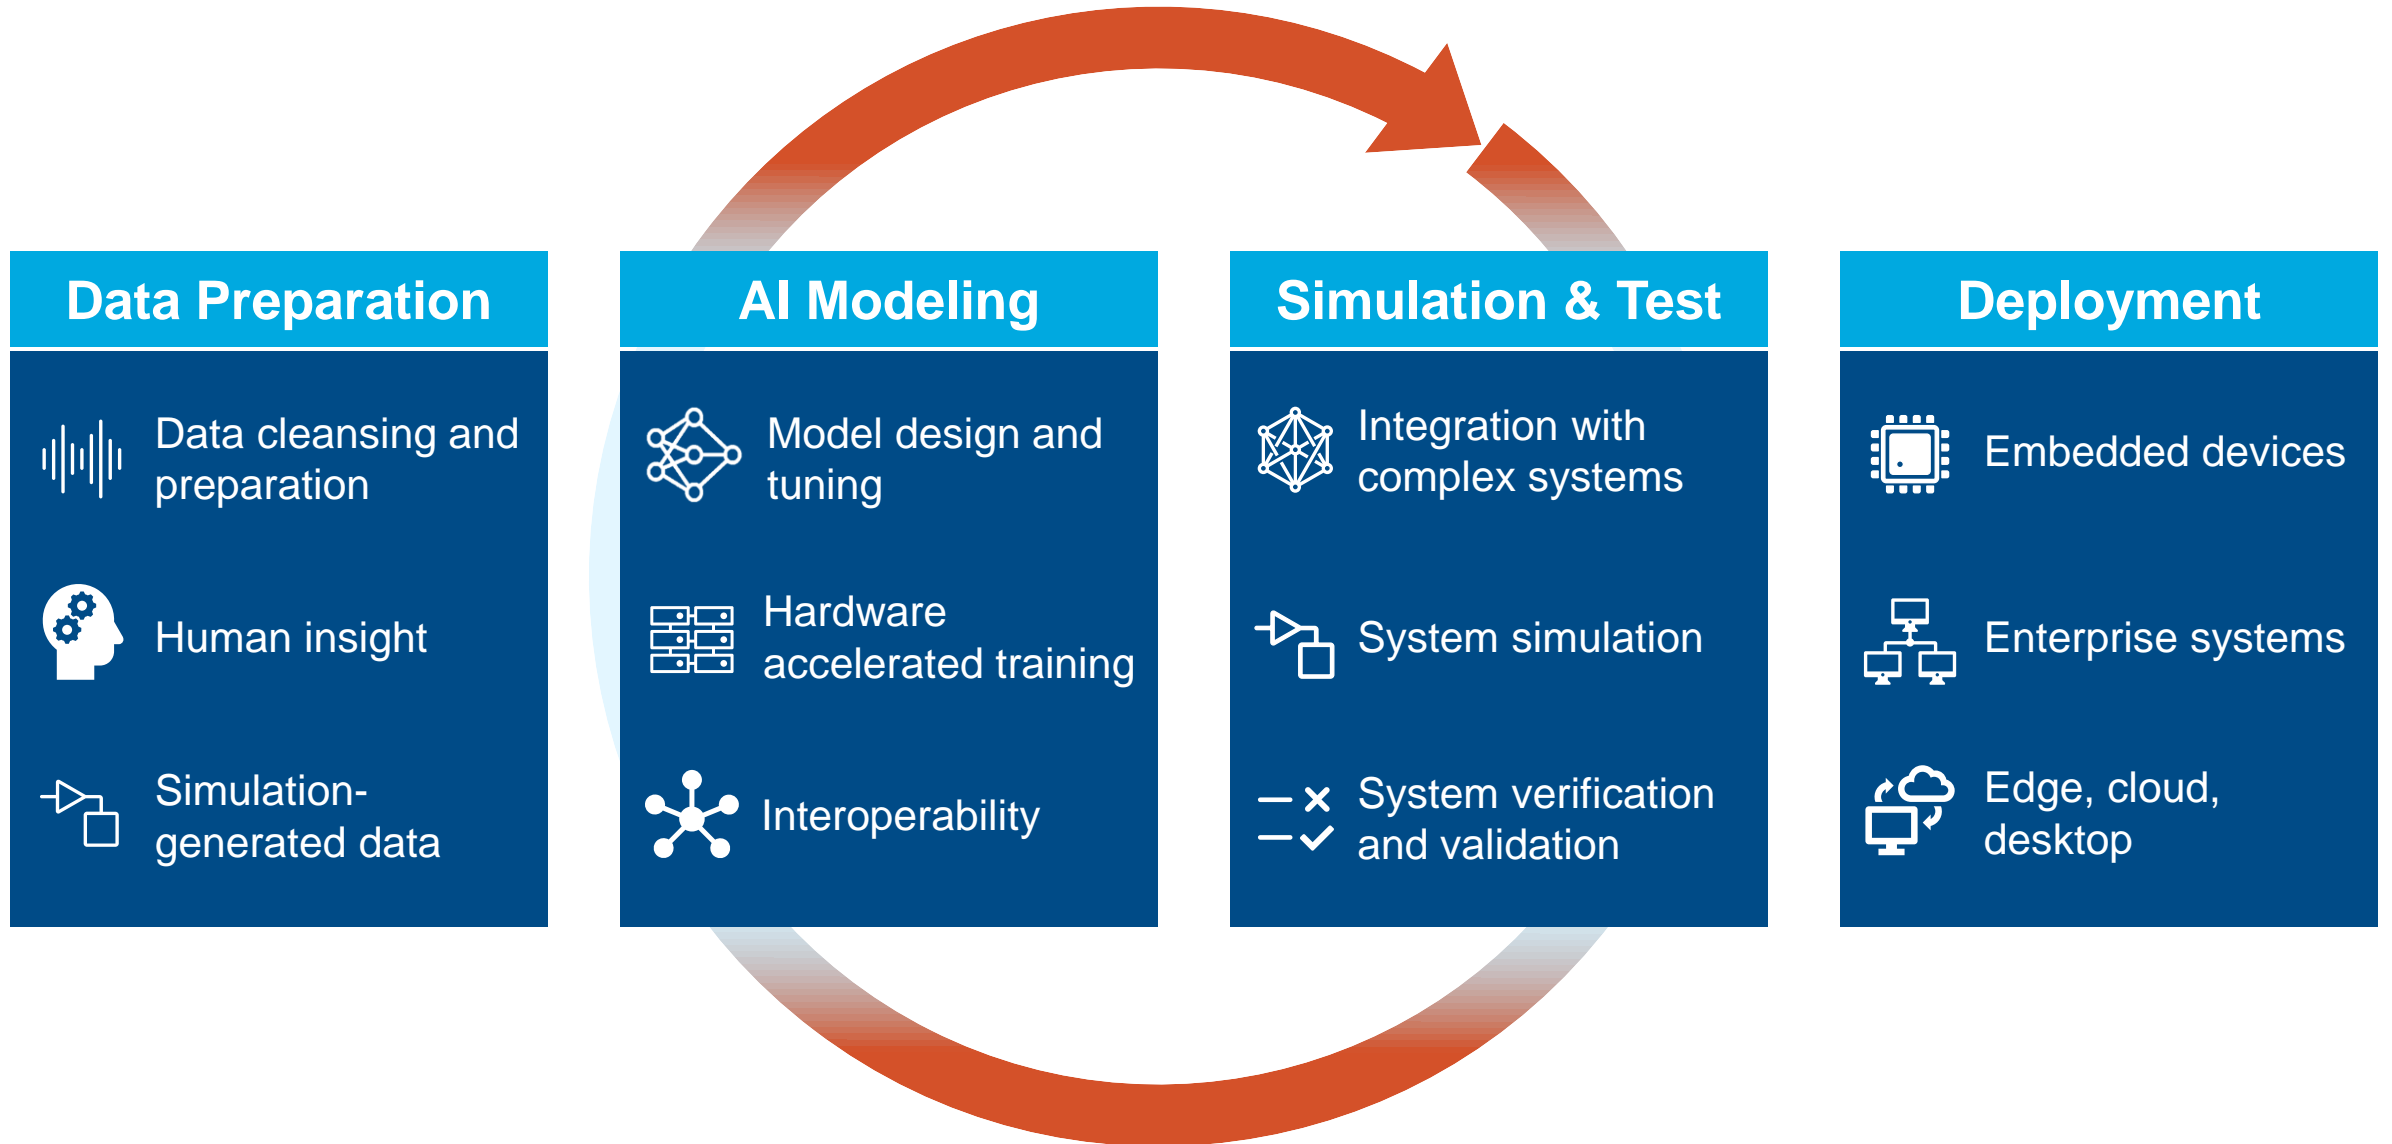 Data Preparation
Data cleansing and
preparation
Human insight
Simulation-
generated data
AI Modeling
Model design and
tuning
Hardware
accelerated training
Interoperability
Simulation & Test
Integration with
complex systems
System simulation
System verification
and validation
Deployment
Embedded devices
Enterprise systems
Edge, cloud,
desktop